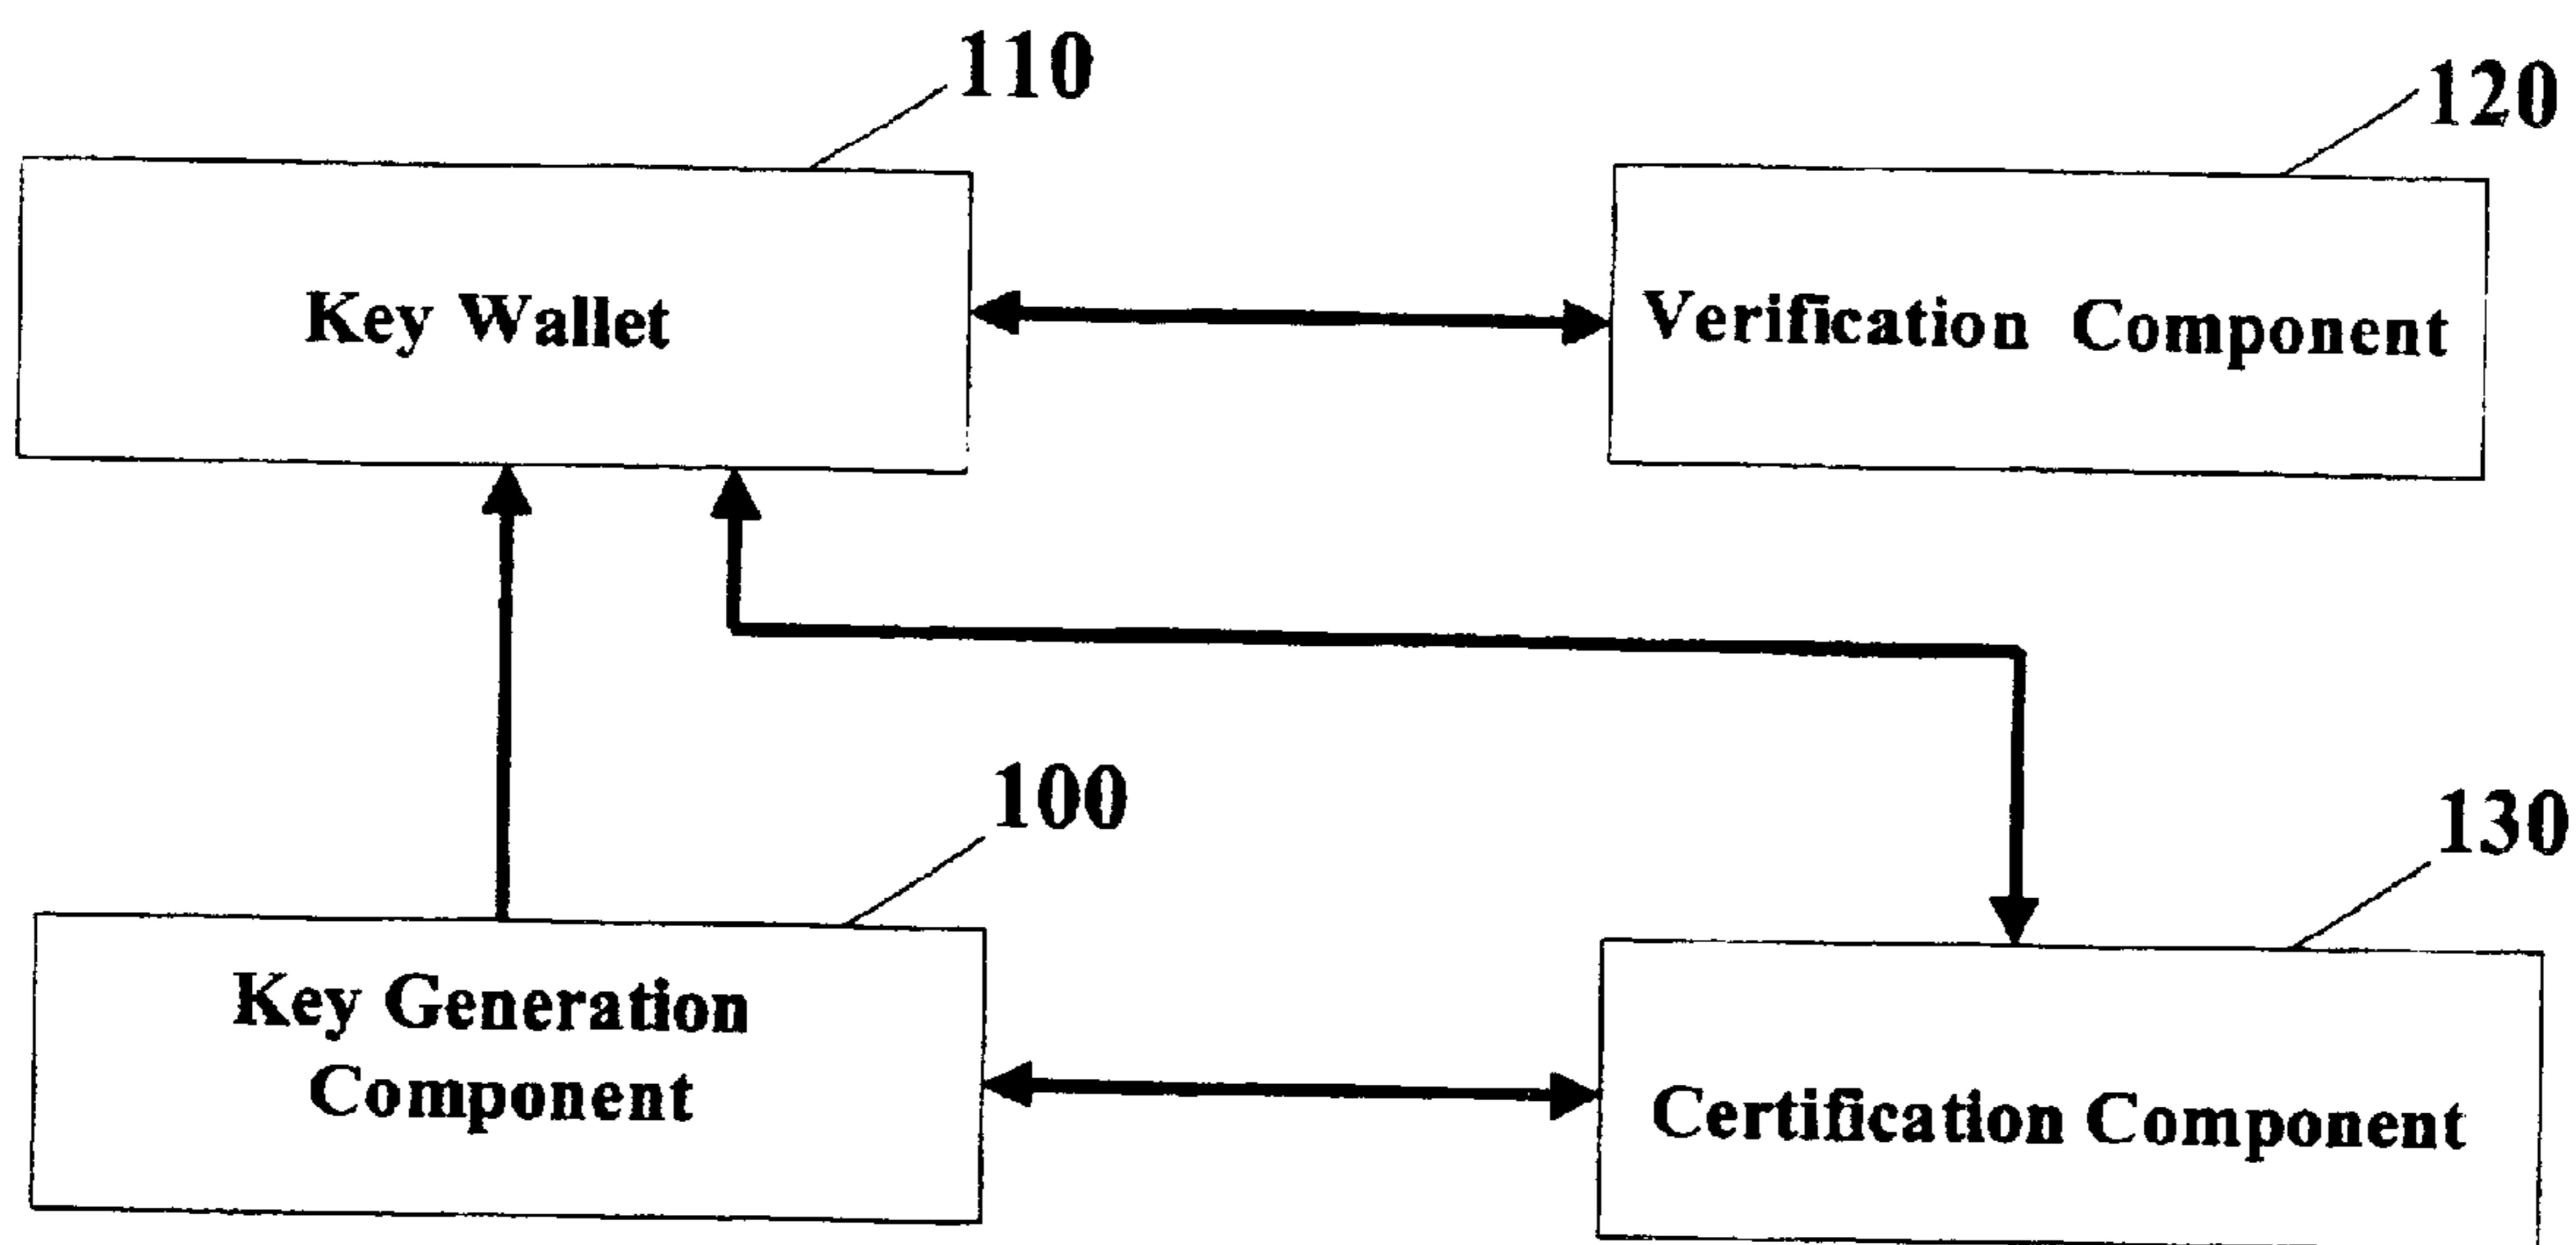 110
120
Key Wallet
Verification Component
100
130
Key Generation
Component
Certification Component